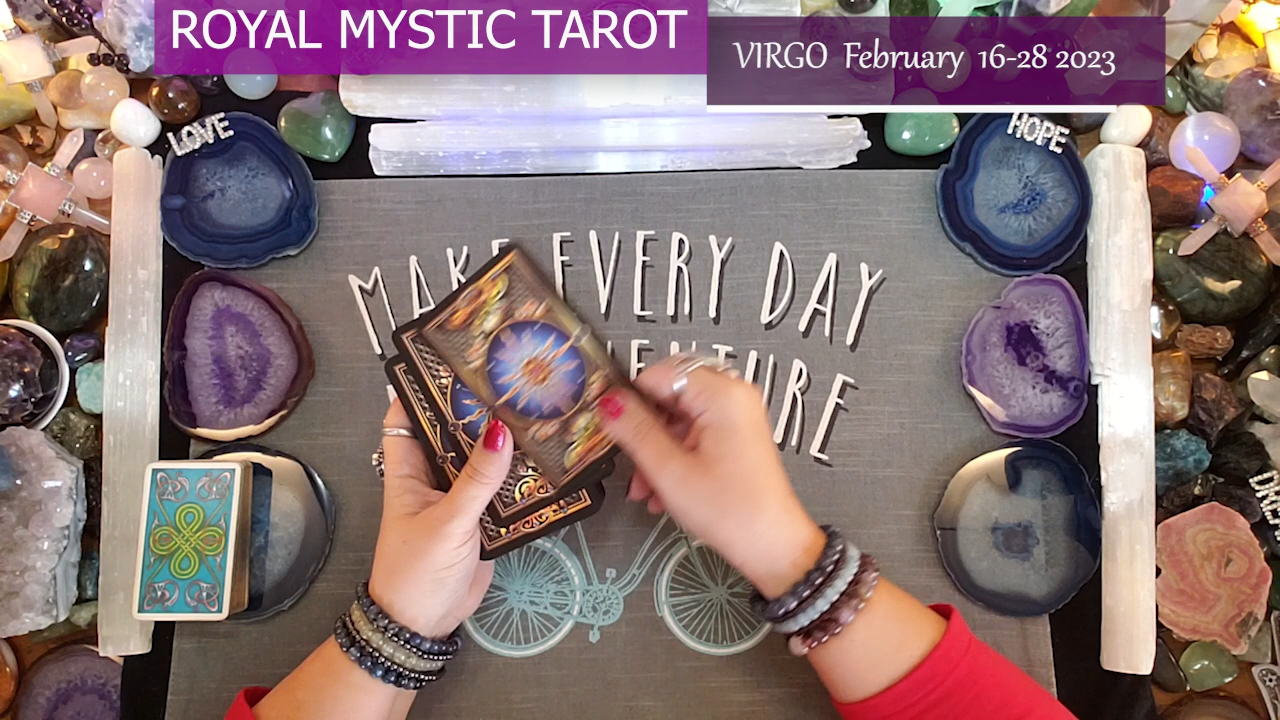 ROYAL MYSTIC TAROT
VIRGO February 16-28 2023
LOVE
HOPE
MAKE EVERY DAY